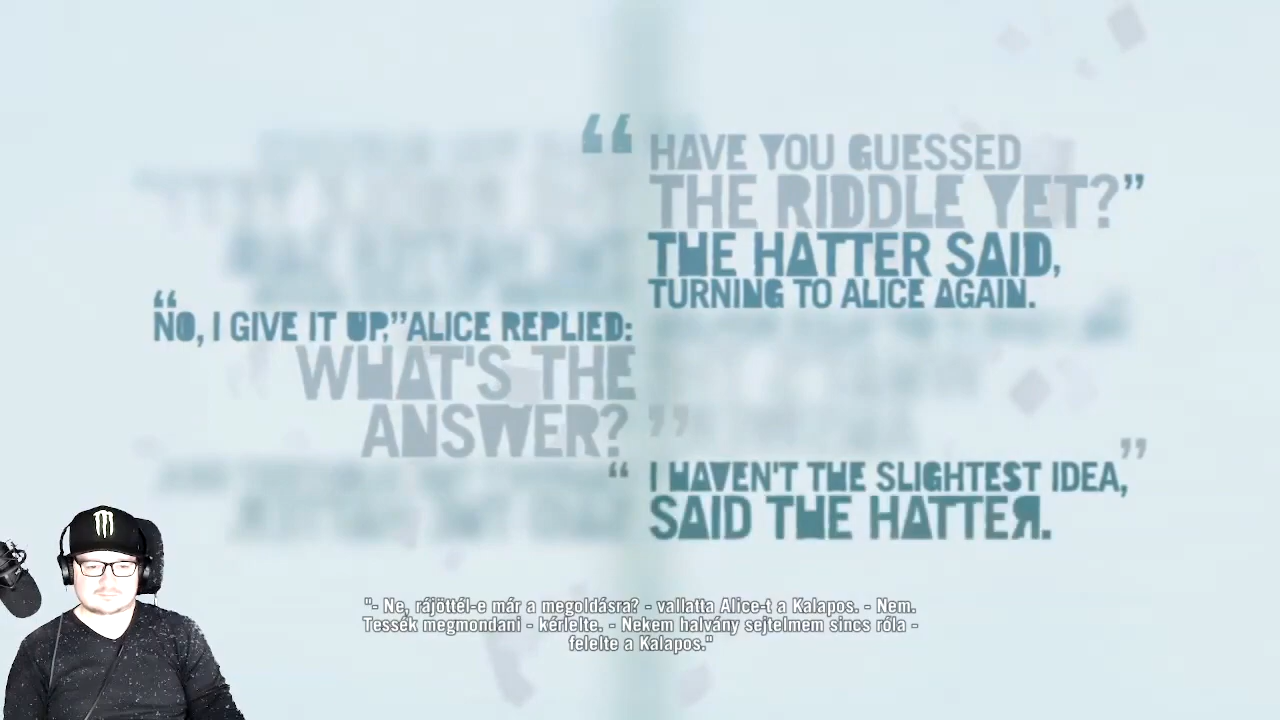 “ HAVE YOU GUESSED
THE RIDDLE YET?”
THE HATTER SAID,
TURNING TO ALICE AGAIN.
“NO, I GIVE IT UP,” ALICE REPLIED:
WHAT'S THE
ANSWER? ”
“ I HAVEN'T THE SLIGHTEST IDEA,”
SAID THE HATTER.
"- Ne, rájöttél-e már a megoldásra? - vallatta Alice-t a Kalapos. - Nem.
Tessék megmondani - kérlelte. - Nekem halvány sejtelmem sincs róla -
felelte a Kalapos."